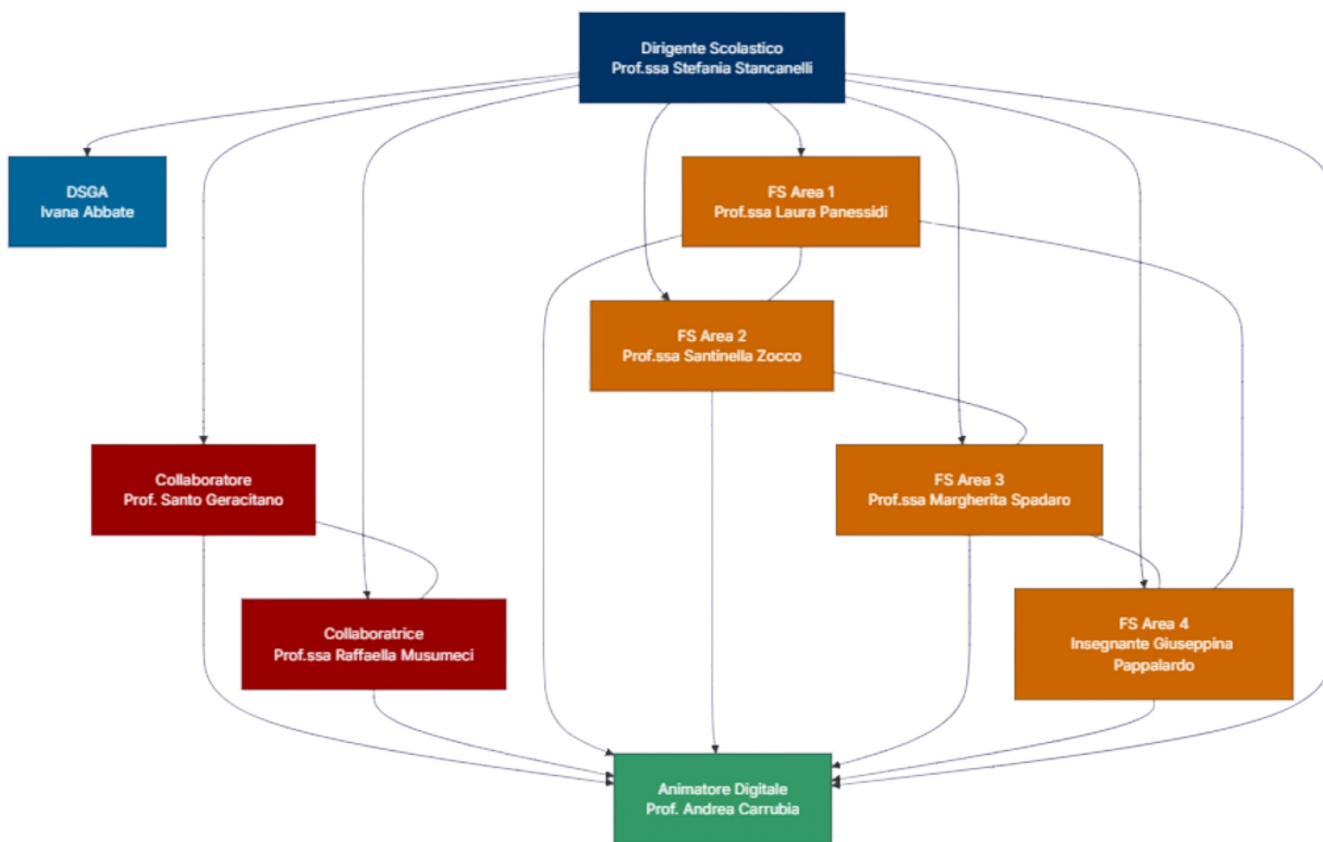 Dirigente Scolastico
Prof.ssa Stefania Stancanelli
DSGA
Ivana Abbate
FS Area 1
Prof.ssa Laura Panessidi
FS Area 2
Prof.ssa Santinella Zocco
Collaboratore
Prof. Santo Geracitano
FS Area 3
Prof.ssa Margherita Spadaro
Collaboratrice
Prof.ssa Raffaella Musumeci
FS Area 4
Insegnante Giuseppina
Pappalardo
Animatore Digitale
Prof. Andrea Carrubia